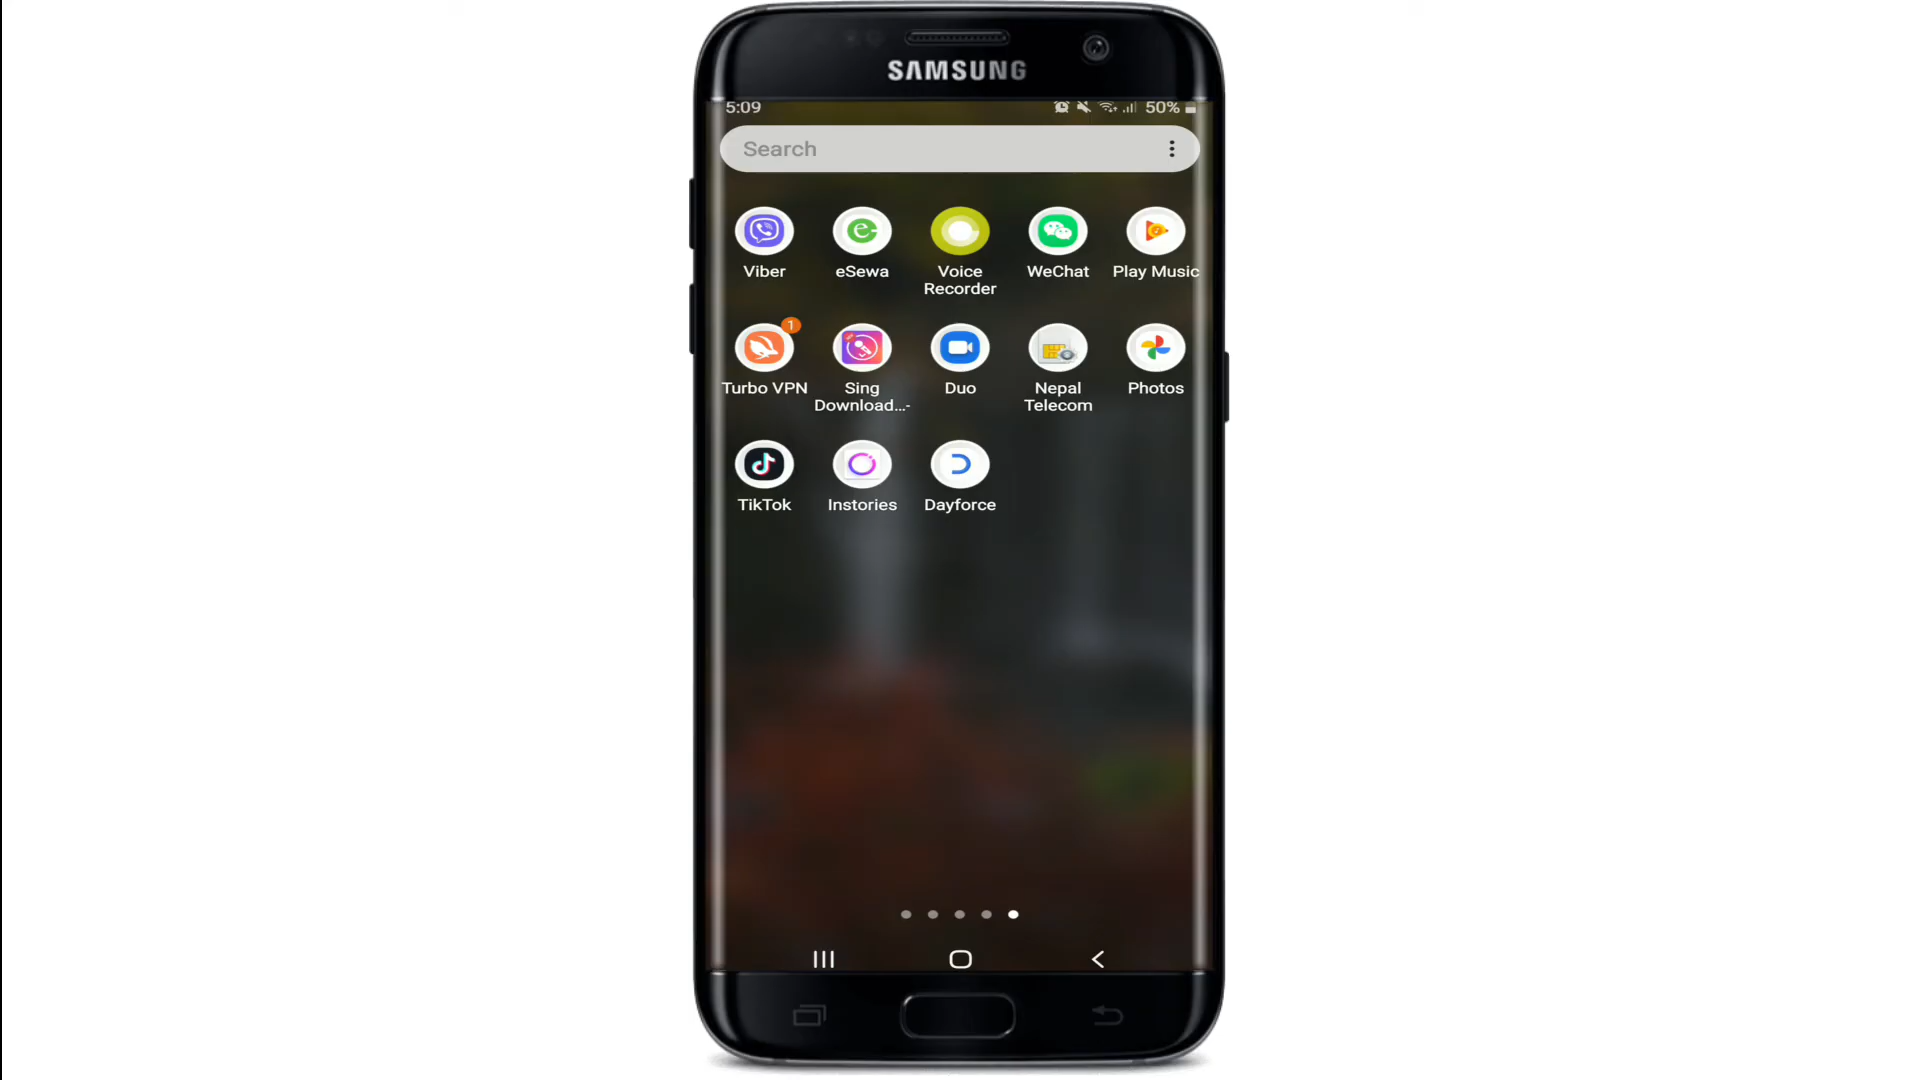 SAMSUNG
5:09 50%
Search
Viber eSewa Voice Recorder WeChat Play Music
1
Turbo VPN Sing Download...- Duo Nepal Telecom Photos
TikTok Instories Dayforce